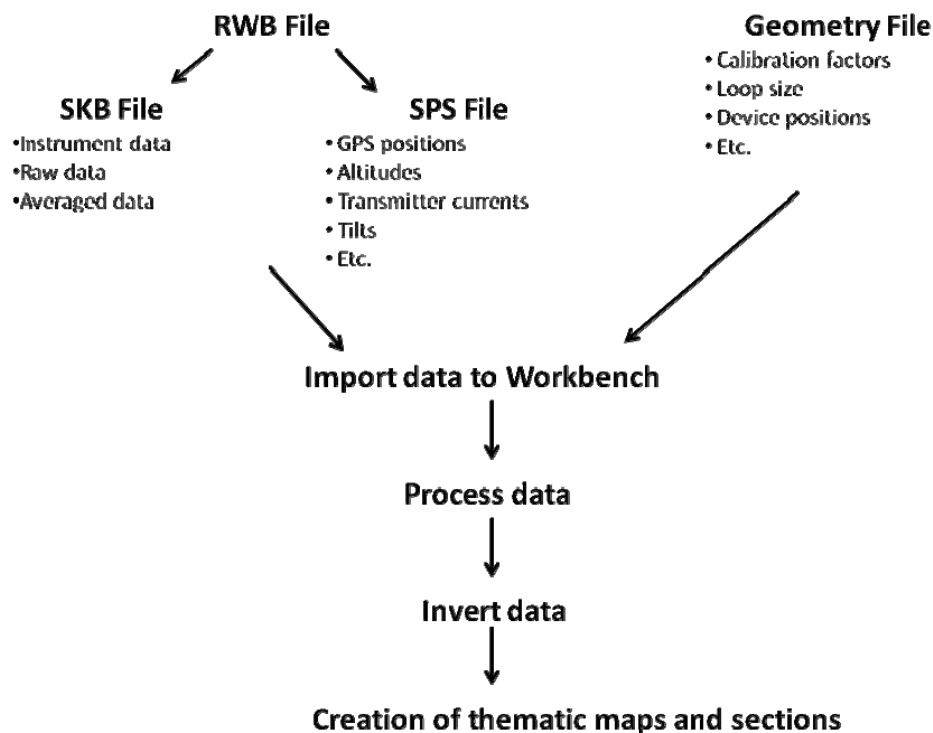 RWB File
Geometry File
• Calibration factors
• Loop size
• Device positions
• Etc.
SKB File
•Instrument data
•Raw data
•Averaged data
SPS File
• GPS positions
• Altitudes
• Transmitter currents
• Tilts
• Etc.
Import data to Workbench
Process data
Invert data
Creation of thematic maps and sections